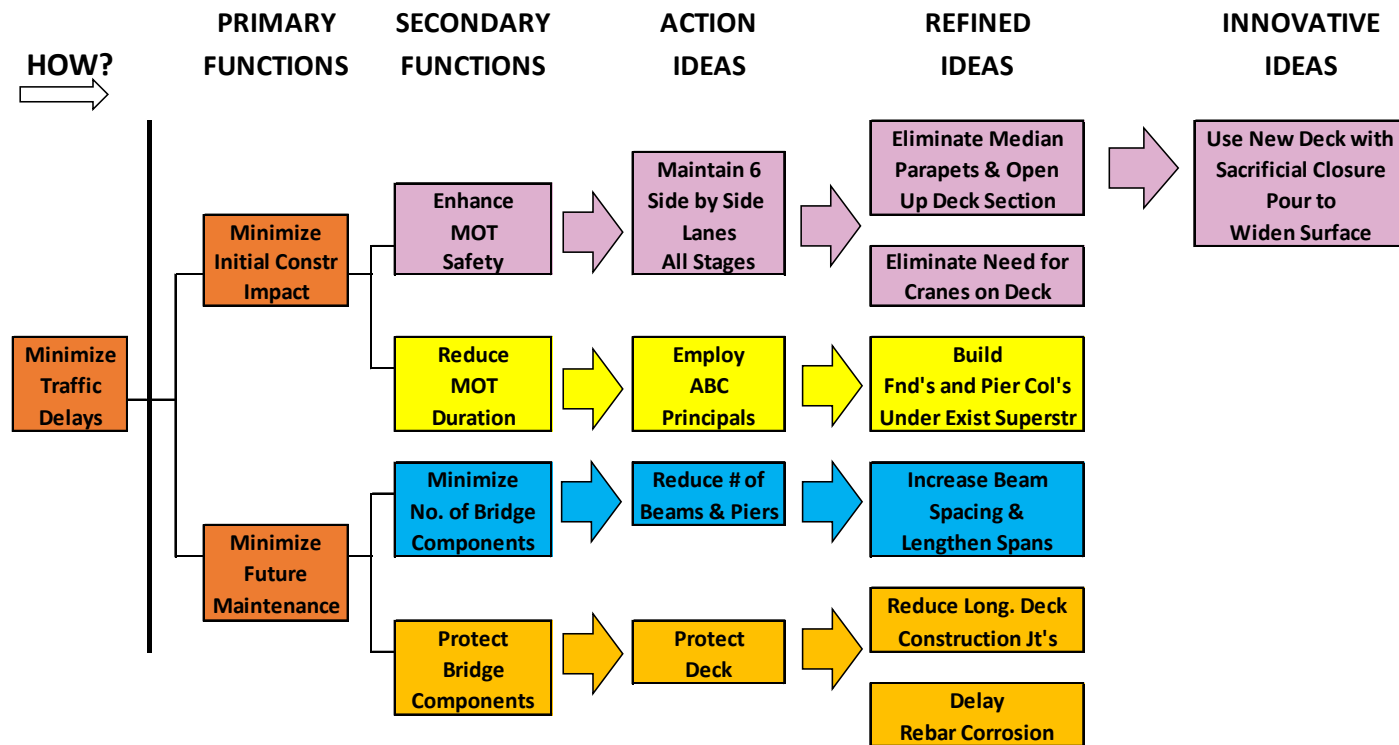 HOW?
PRIMARY
FUNCTIONS
SECONDARY
FUNCTIONS
ACTION
IDEAS
REFINED
IDEAS
INNOVATIVE
IDEAS
Minimize
Traffic
Delays
Minimize
Initial Constr
Impact
Enhance
MOT
Safety
Maintain 6
Side by Side
Lanes
All Stages
Eliminate Median
Parapets & Open
Up Deck Section
Use New Deck with
Sacrificial Closure
Pour to
Widen Surface
Eliminate Need for
Cranes on Deck
Reduce
MOT
Duration
Employ
ABC
Principals
Build
Fnd's and Pier Col's
Under Exist Superstr
Minimize
Future
Maintenance
Minimize
No. of Bridge
Components
Reduce # of
Beams & Piers
Increase Beam
Spacing &
Lengthen Spans
Protect
Bridge
Components
Protect
Deck
Reduce Long. Deck
Construction Jt's
Delay
Rebar Corrosion